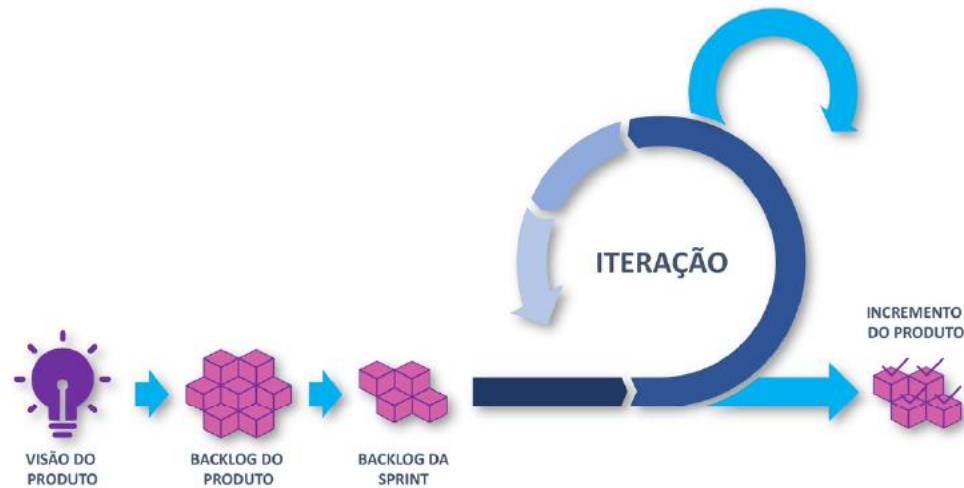 ITERAÇÃO
INCREMENTO
DO PRODUTO
VISÃO DO
PRODUTO
BACKLOG DO
PRODUTO
BACKLOG DA
SPRINT